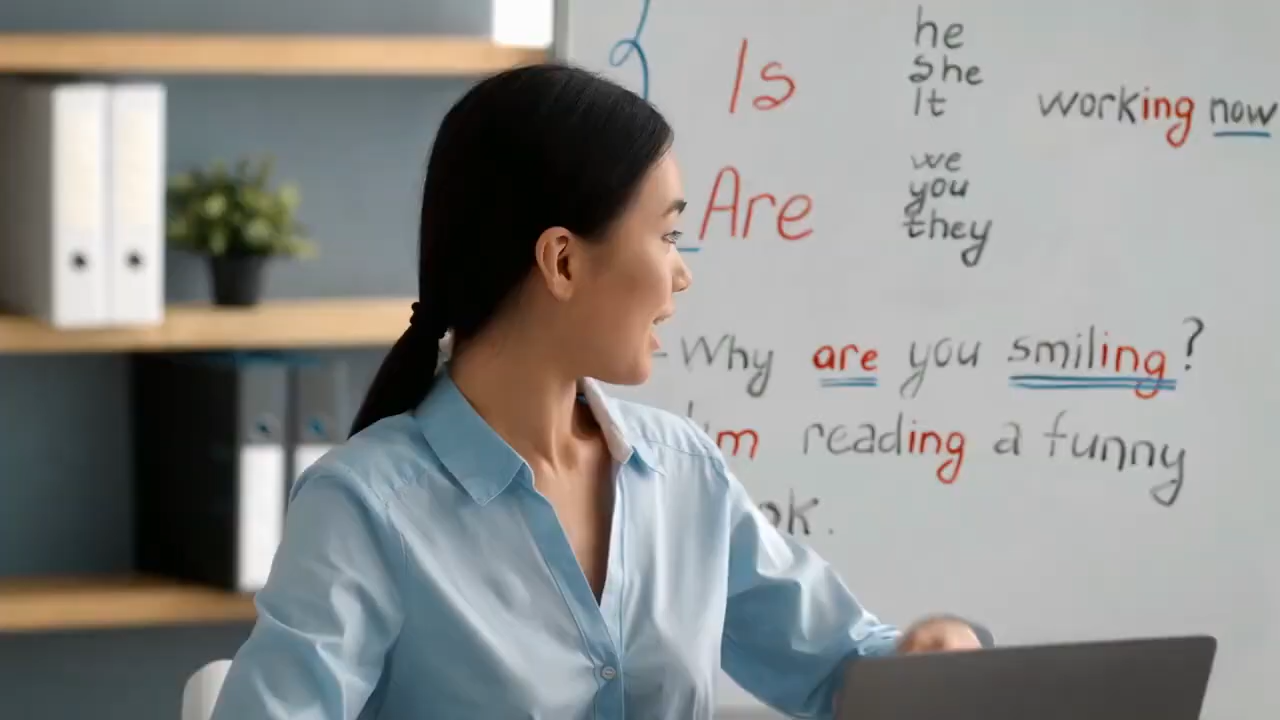 Is he
she
It working now
Are we
you
they
- Why are you smiling?
'm reading a funny
ok.